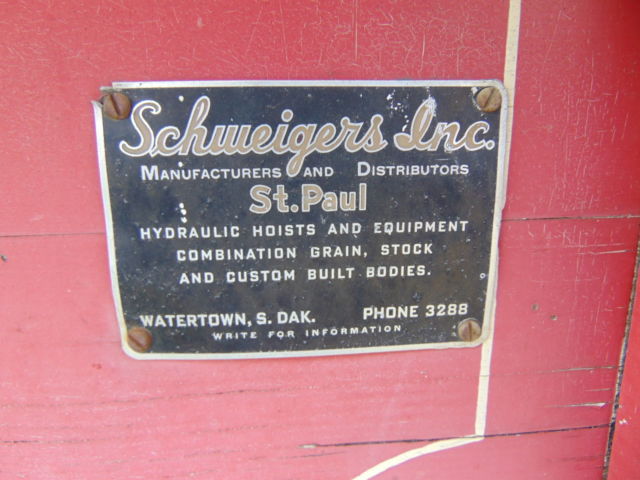 Schweigers Inc.
MANUFACTURERS AND DISTRIBUTORS
St. Paul
HYDRAULIC HOISTS AND EQUIPMENT
COMBINATION GRAIN, STOCK
AND CUSTOM BUILT BODIES.
WATERTOWN, S. DAK. PHONE 3288
WRITE FOR INFORMATION